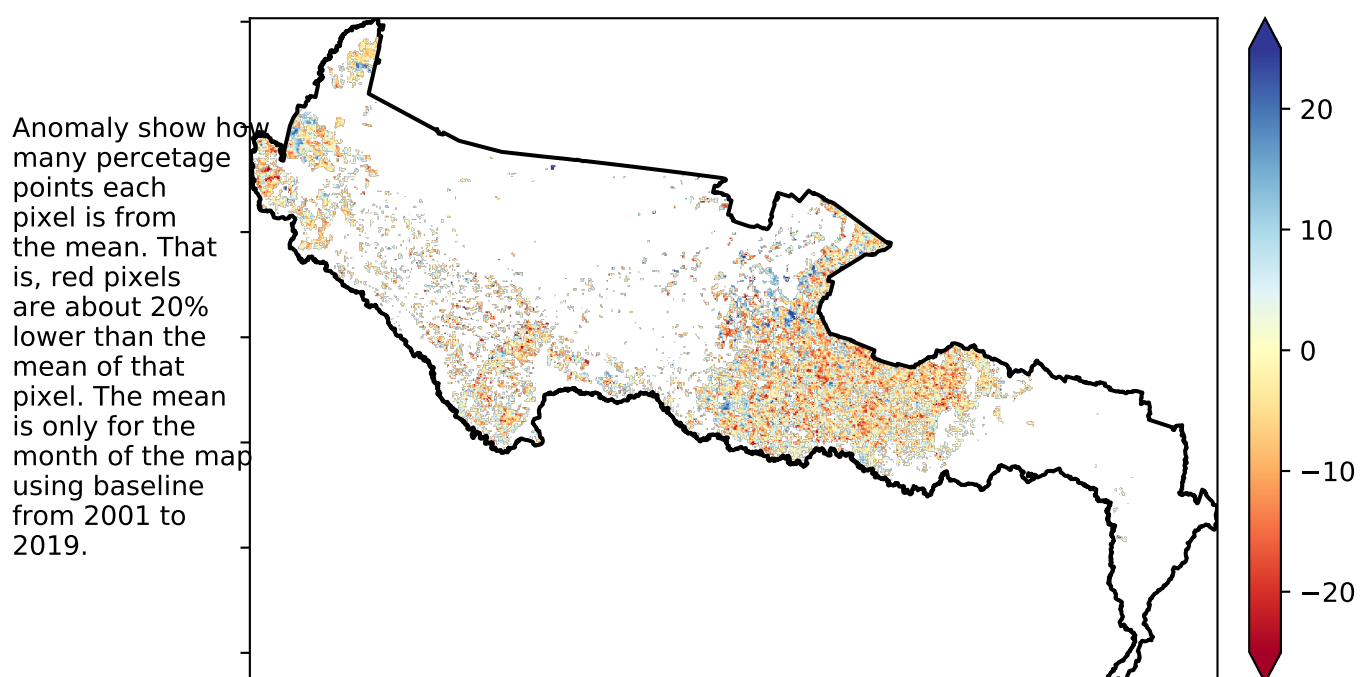 Anomaly show how
many percetage
points each
pixel is from
the mean. That
is, red pixels
are about 20%
lower than the
mean of that
pixel. The mean
is only for the
month of the map
using baseline
from 2001 to
2019.
20
10
0
−10
−20